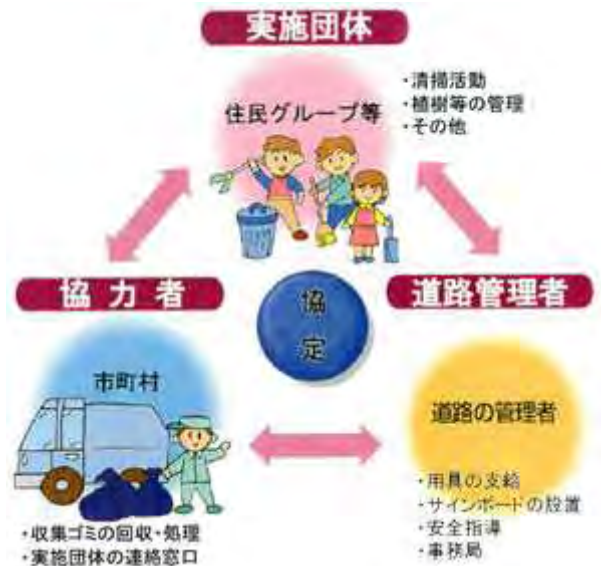 実施団体
住民グループ等
・清掃活動
・植樹等の管理
・その他
協力者
協定
道路管理者
市町村
道路の管理者
・収集ゴミの回収・処理
・実施団体の連絡窓口
・用具の支給
・サインボードの設置
・安全指導
・事務局